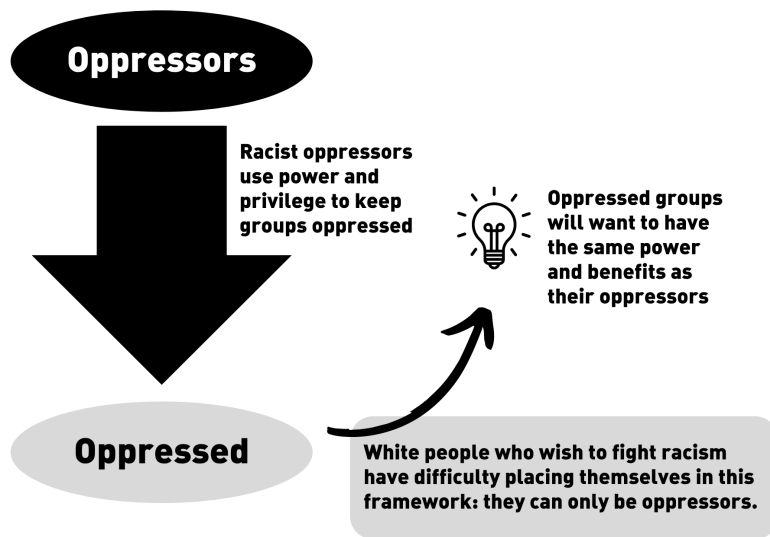 Oppressors
Racist oppressors
use power and
privilege to keep
groups oppressed
Oppressed groups
will want to have
the same power
and benefits as
their oppressors
Oppressed
White people who wish to fight racism
have difficulty placing themselves in this
framework: they can only be oppressors.